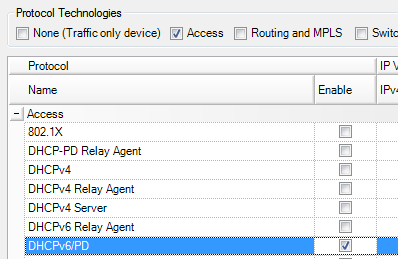 Protocol Technologies
None (Traffic only device) Access Routing and MPLS Switc
Protocol IP V
Name Enable IPv4
Access
802.1X
DHCP-PD Relay Agent
DHCPv4
DHCPv4 Relay Agent
DHCPv4 Server
DHCPv6 Relay Agent
DHCPv6/PD